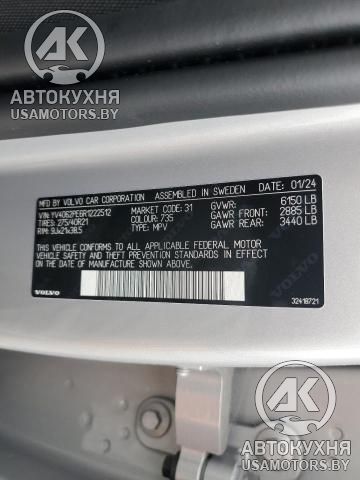 АК
АВТОКУХНЯ
USAMOTORS.BY
MFD BY VOLVO CAR CORPORATION ASSEMBLED IN SWEDEN DATE: 01/24
VIN: YV4062PE6R1222512 MARKET CODE: 31 GVWR: 6150 LB
TIRES: 275/40R21 COLOUR: 735 GAWR FRONT: 2885 LB
RIM: 9Jx21x38.5 TYPE: MPV GAWR REAR: 3440 LB
THIS VEHICLE CONFORMS TO ALL APPLICABLE FEDERAL MOTOR
VEHICLE SAFETY AND THEFT PREVENTION STANDARDS IN EFFECT ON THE
DATE OF MANUFACTURE SHOWN ABOVE.
VOLVO
32418721
АК
АВТОКУХНЯ
USAMOTORS.BY